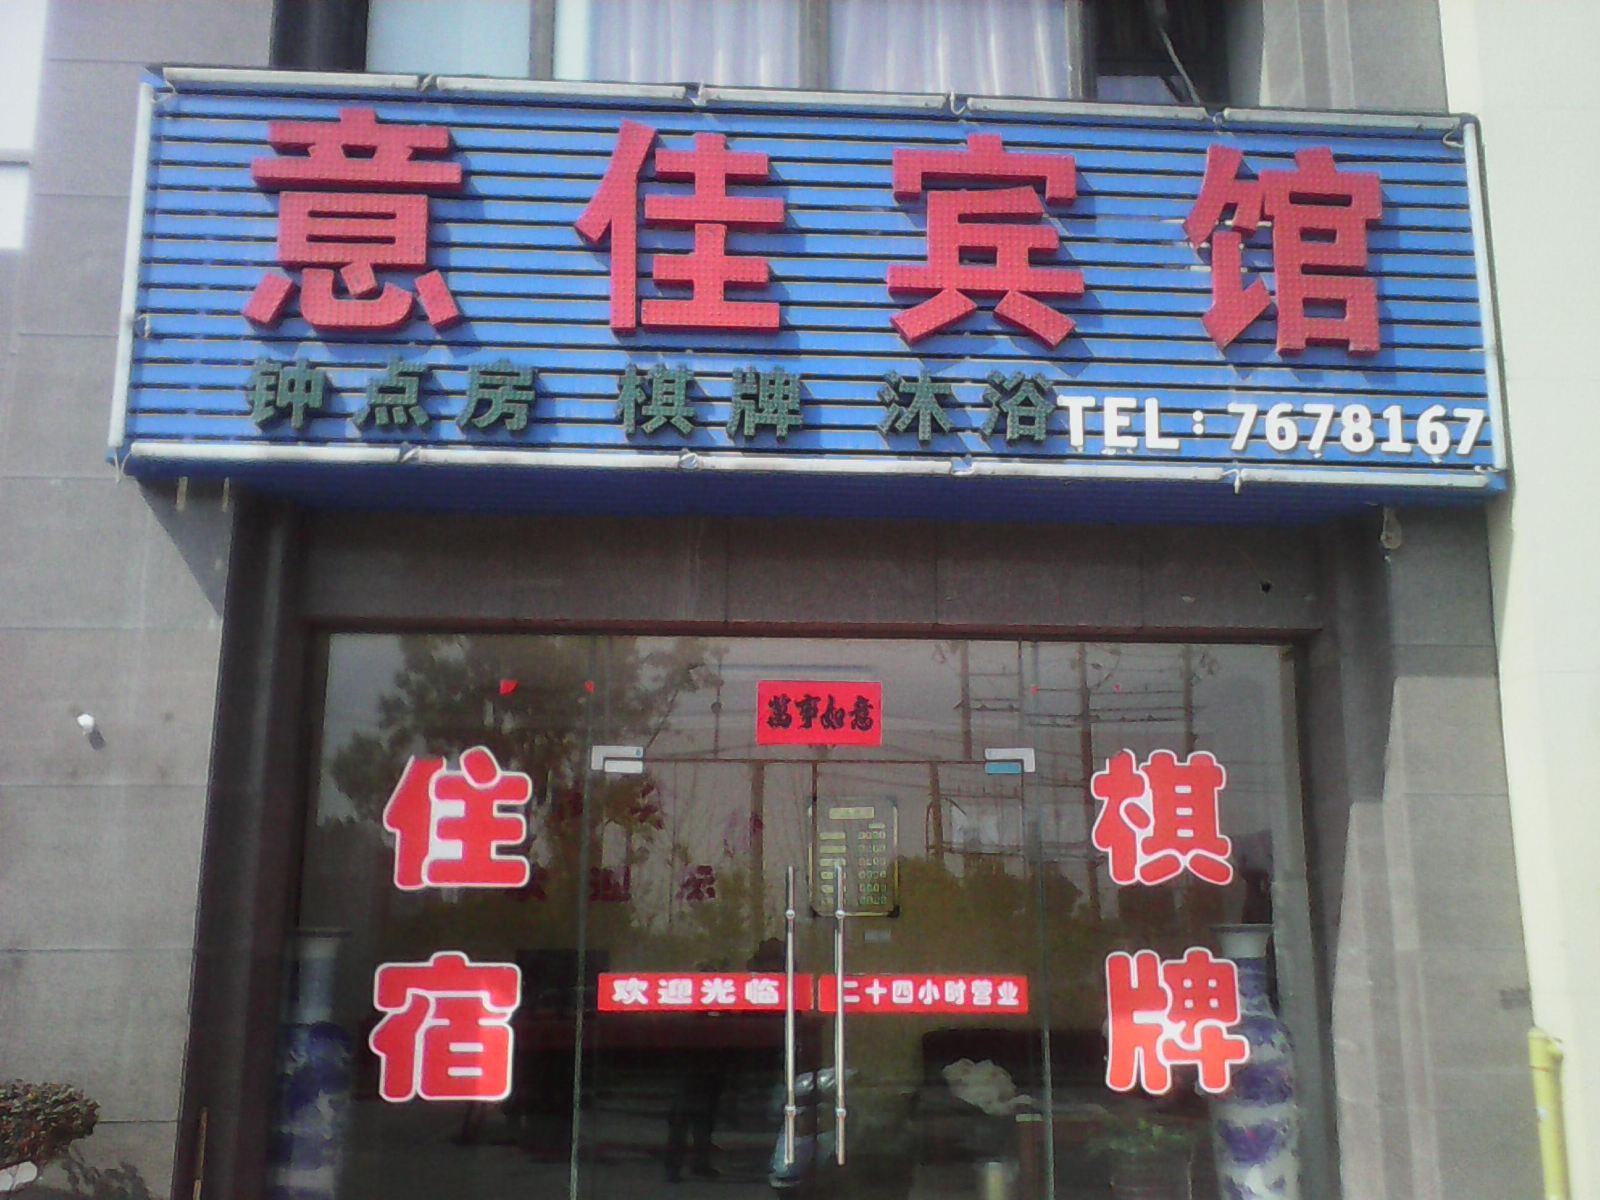 意佳宾馆
钟点房 棋牌 沐浴 TEL:7678167
萬事如意
住宿
棋牌
欢迎光临 二十四小时营业